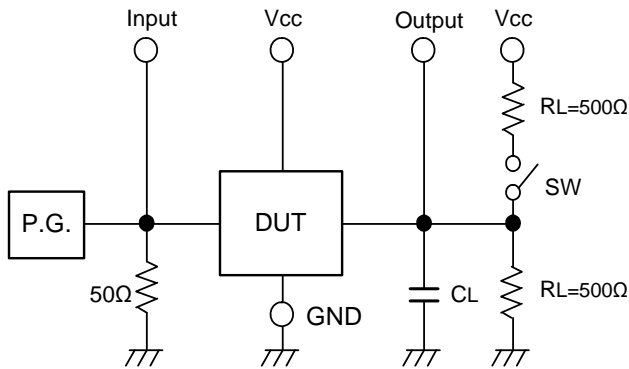 Input
Vcc
Output
Vcc
RL=500Ω
SW
P.G.
DUT
50Ω
GND
CL
RL=500Ω